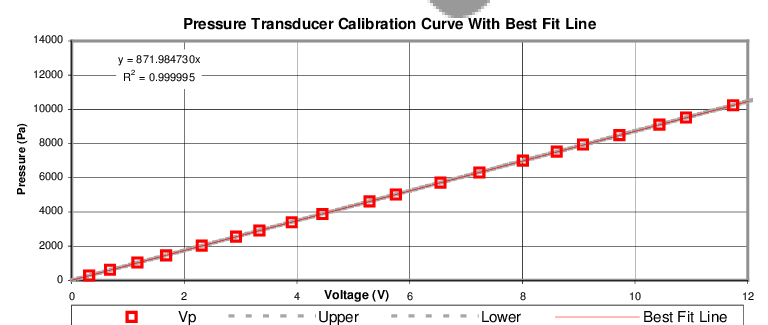 Pressure Transducer Calibration Curve With Best Fit Line
14000
y = 871.984730x
12000
R² = 0.999995
10000
8000
Pressure (Pa)
6000
4000
2000
0
0 2 4 6 8 10 12
Voltage (V)
Vp Upper Lower Best Fit Line